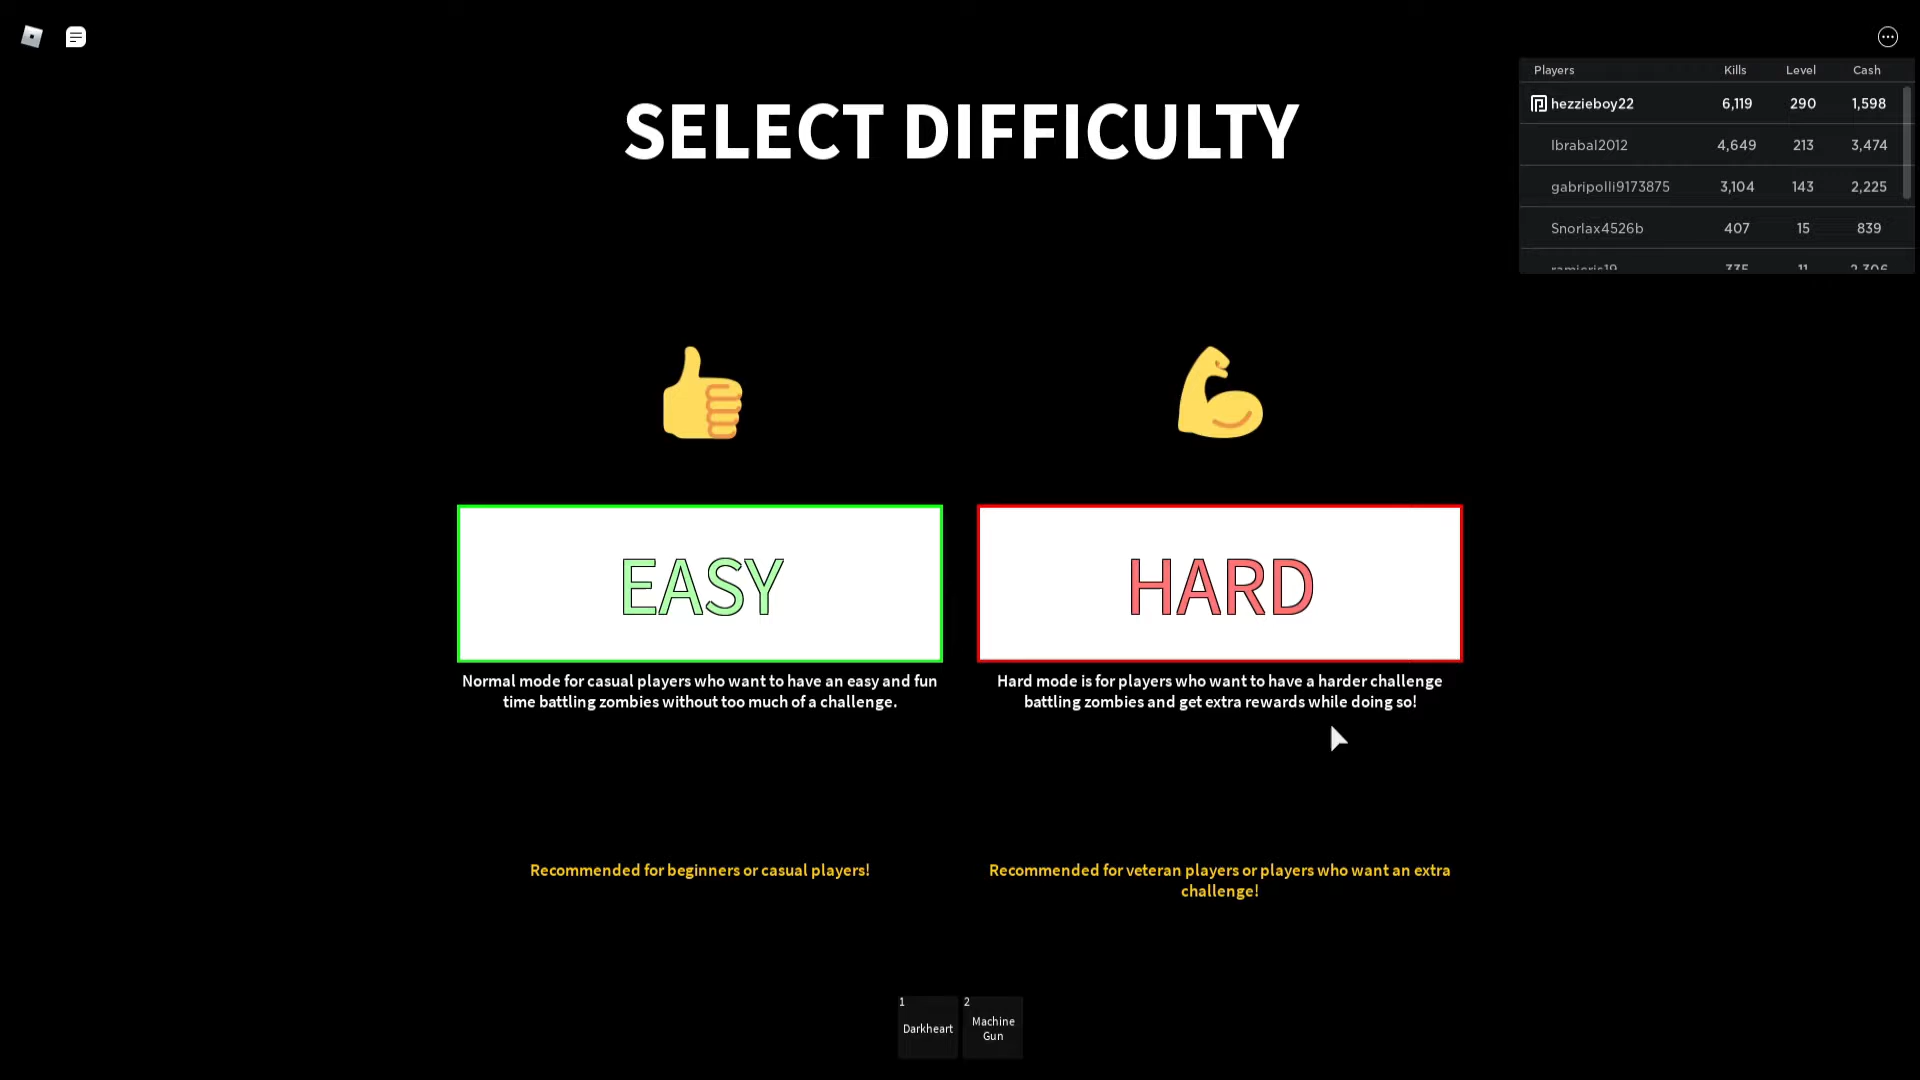 Players Kills Level Cash
hezzieboy22 6,119 290 1,598
Ibrabal2012 4,649 213 3,474
gabripolli9173875 3,104 143 2,225
Snorlax4526b 407 15 839
SELECT DIFFICULTY
EASY
Normal mode for casual players who want to have an easy and fun
time battling zombies without too much of a challenge.
Recommended for beginners or casual players!
HARD
Hard mode is for players who want to have a harder challenge
battling zombies and get extra rewards while doing so!
Recommended for veteran players or players who want an extra
challenge!
1
Darkheart
2
Machine
Gun